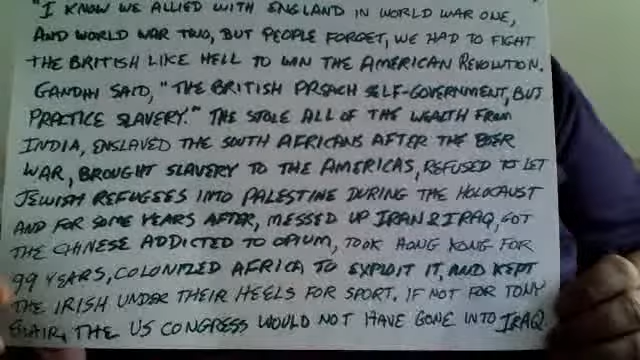 "I KNOW WE ALLIED WITH ENGLAND IN WORLD WAR ONE,
AND WORLD WAR TWO, BUT PEOPLE FORGET, WE HAD TO FIGHT
THE BRITISH LIKE HELL TO WIN THE AMERICAN REVOLUTION.
GANDHI SAID, "THE BRITISH PREACH SELF-GOVERNMENT, BUT
PRACTICE SLAVERY." THE STOLE ALL OF THE WEALTH FROM
INDIA, ENSLAVED THE SOUTH AFRICANS AFTER THE BOER
WAR, BROUGHT SLAVERY TO THE AMERICAS, REFUSED TO LET
JEWISH REFUGEES INTO PALESTINE DURING THE HOLOCAUST
AND FOR SOME YEARS AFTER, MESSED UP IRAN & IRAQ, GOT
THE CHINESE ADDICTED TO OPIUM, TOOK HONG KONG FOR
99 YEARS, COLONIZED AFRICA TO EXPLOIT IT, AND KEPT
THE IRISH UNDER THEIR HEELS FOR SPORT. IF NOT FOR TONY
BLAIR, THE US CONGRESS WOULD NOT HAVE GONE INTO IRAQ.